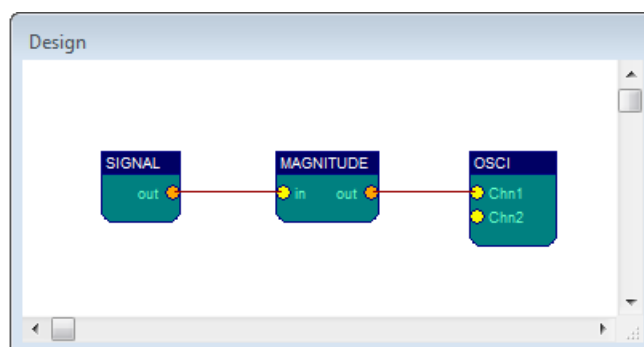 Design
SIGNAL
out
MAGNITUDE
in out
OSCI
Chn1
Chn2